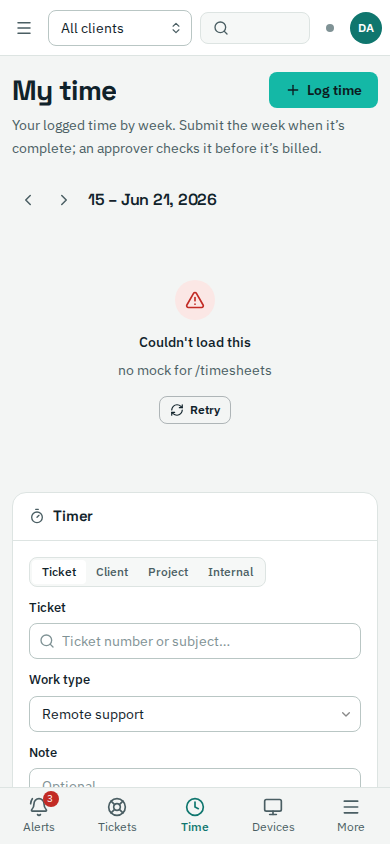 All clients
DA
My time
Log time
Your logged time by week. Submit the week when it's
complete; an approver checks it before it's billed.
15 – Jun 21, 2026
Couldn't load this
no mock for /timesheets
Retry
Timer
Ticket Client Project Internal
Ticket
Ticket number or subject...
Work type
Remote support
Note
Optional
3
Alerts Tickets Time Devices More